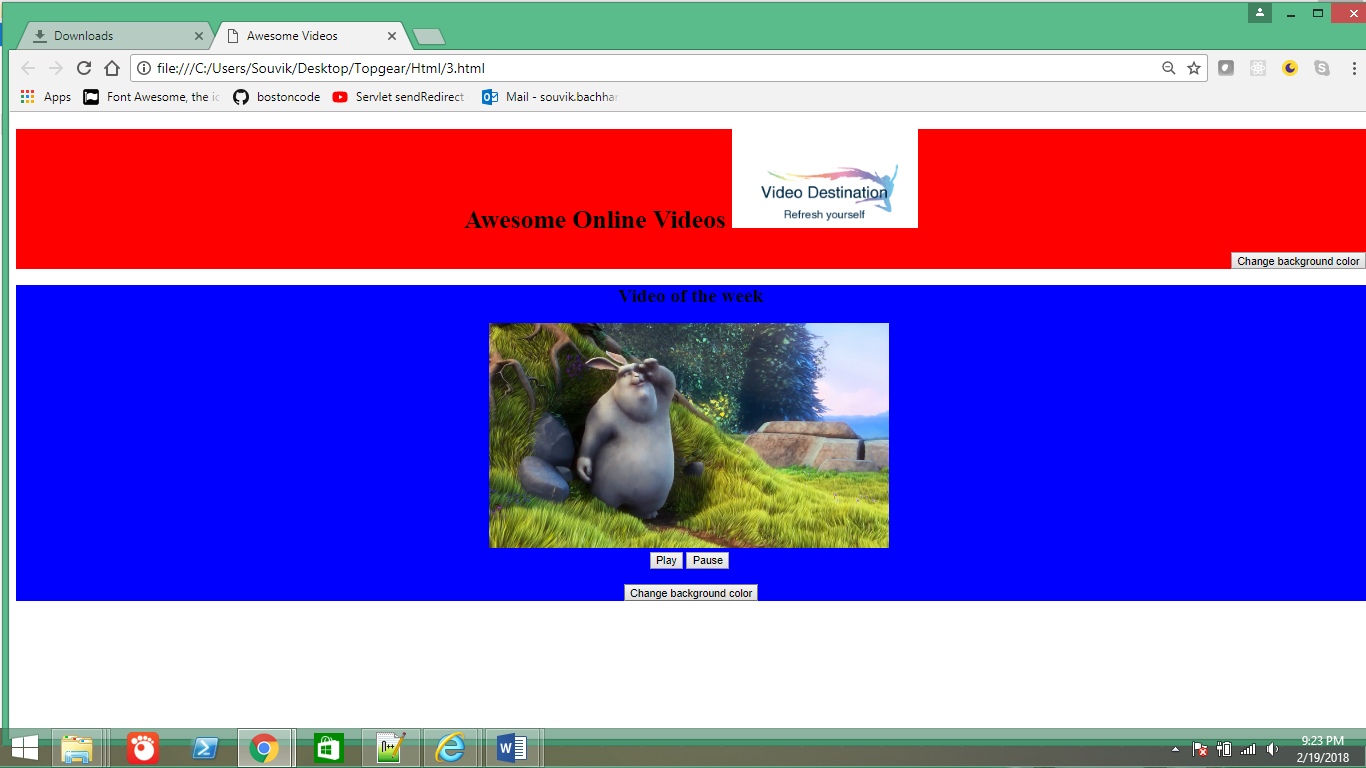 Downloads
Awesome Videos
file:///C:/Users/Souvik/Desktop/Topgear/Html/3.html
Apps
Font Awesome, the ic
bostoncode
Servlet sendRedirect
Mail - souvik.bachhar
Video Destination
Refresh yourself
Awesome Online Videos
Change background color
Video of the week
Play
Pause
Change background color
9:23 PM
2/19/2018